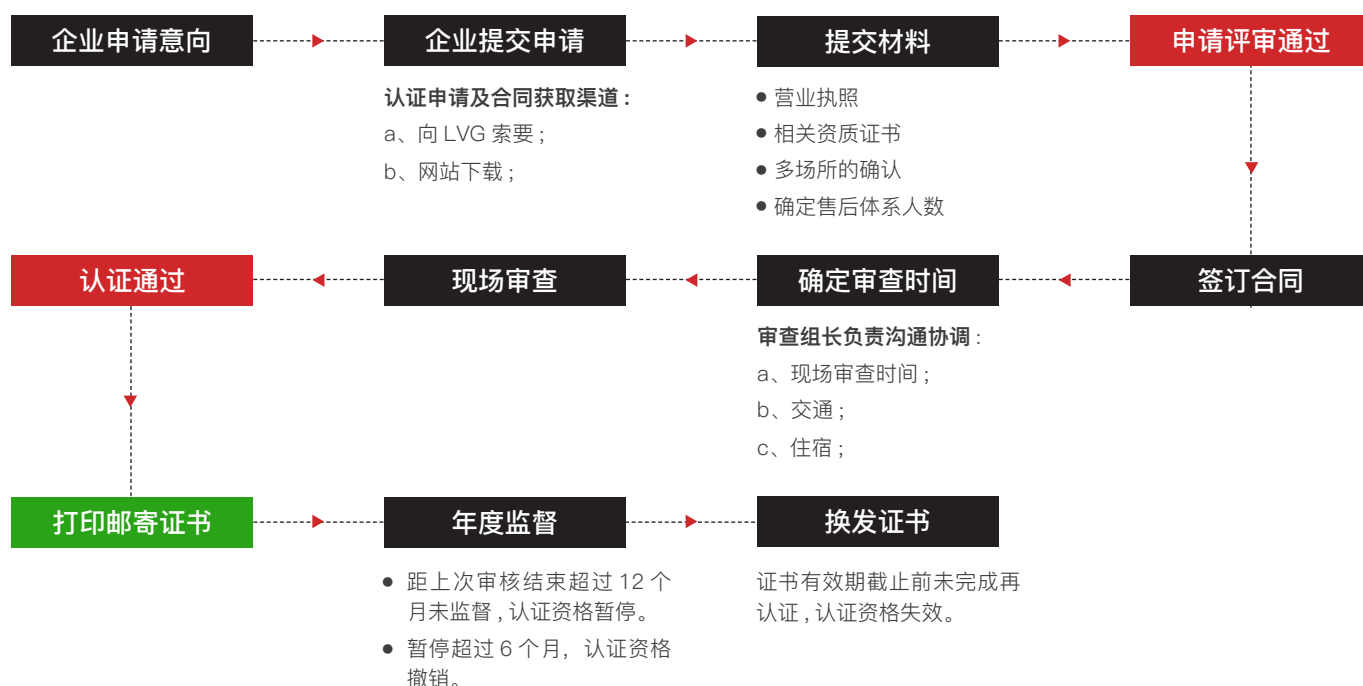 企业申请意向
企业提交申请
提交材料
申请评审通过
认证申请及合同获取渠道：
a、向 LVG 索要；
b、网站下载；
● 营业执照
● 相关资质证书
● 多场所的确认
● 确定售后体系人数
认证通过
现场审查
确定审查时间
签订合同
审查组长负责沟通协调：
a、现场审查时间；
b、交通；
c、住宿；
打印邮寄证书
年度监督
换发证书
● 距上次审核结束超过 12 个
月未监督，认证资格暂停。
● 暂停超过 6 个月，认证资格
撤销。
证书有效期截止前未完成再
认证，认证资格失效。